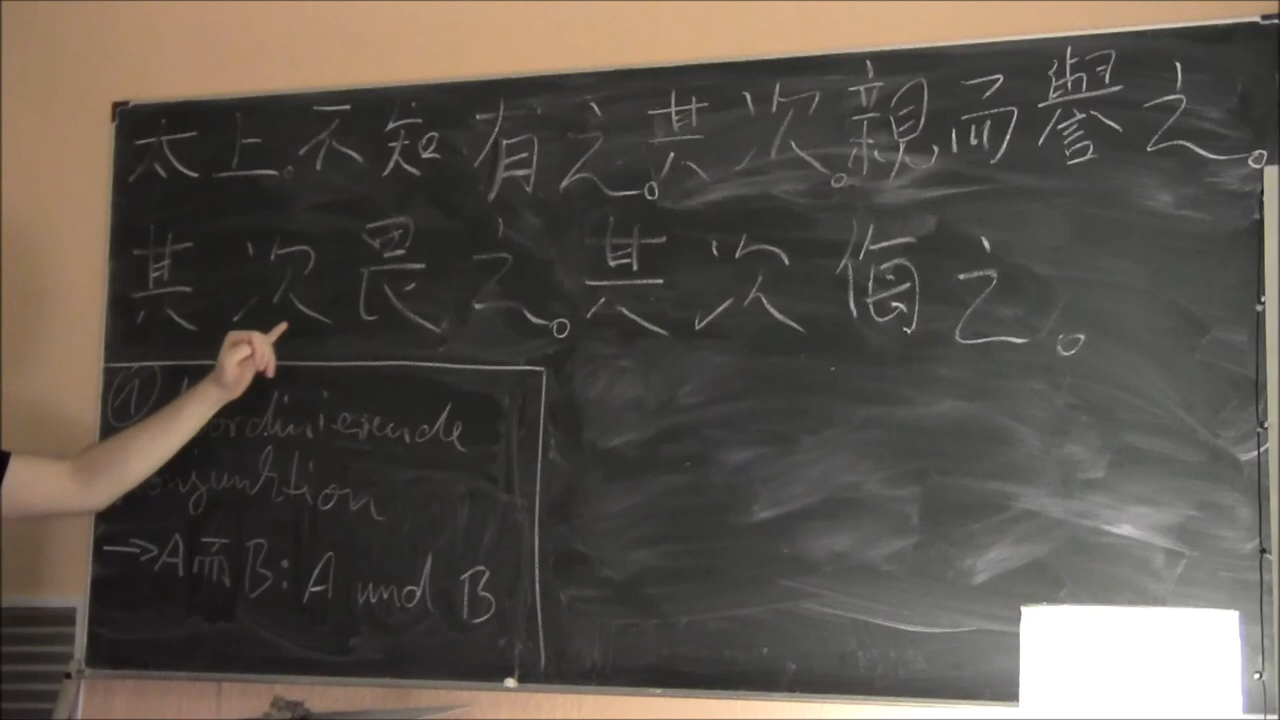 太上。不知有之。其次。親而譽之。
其次畏之。其次侮之。
① ordinierende
onjunktion
→A而B: A und B